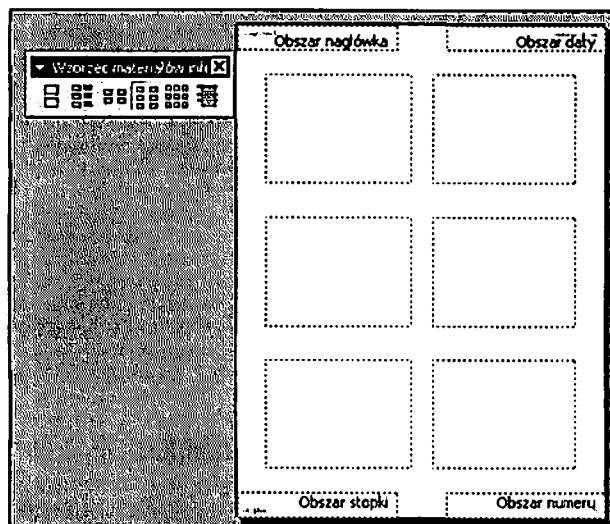 Obszar nagłówka
Obszar daty
Wzorzec materiałów inf
Obszar stopki
Obszar numeru